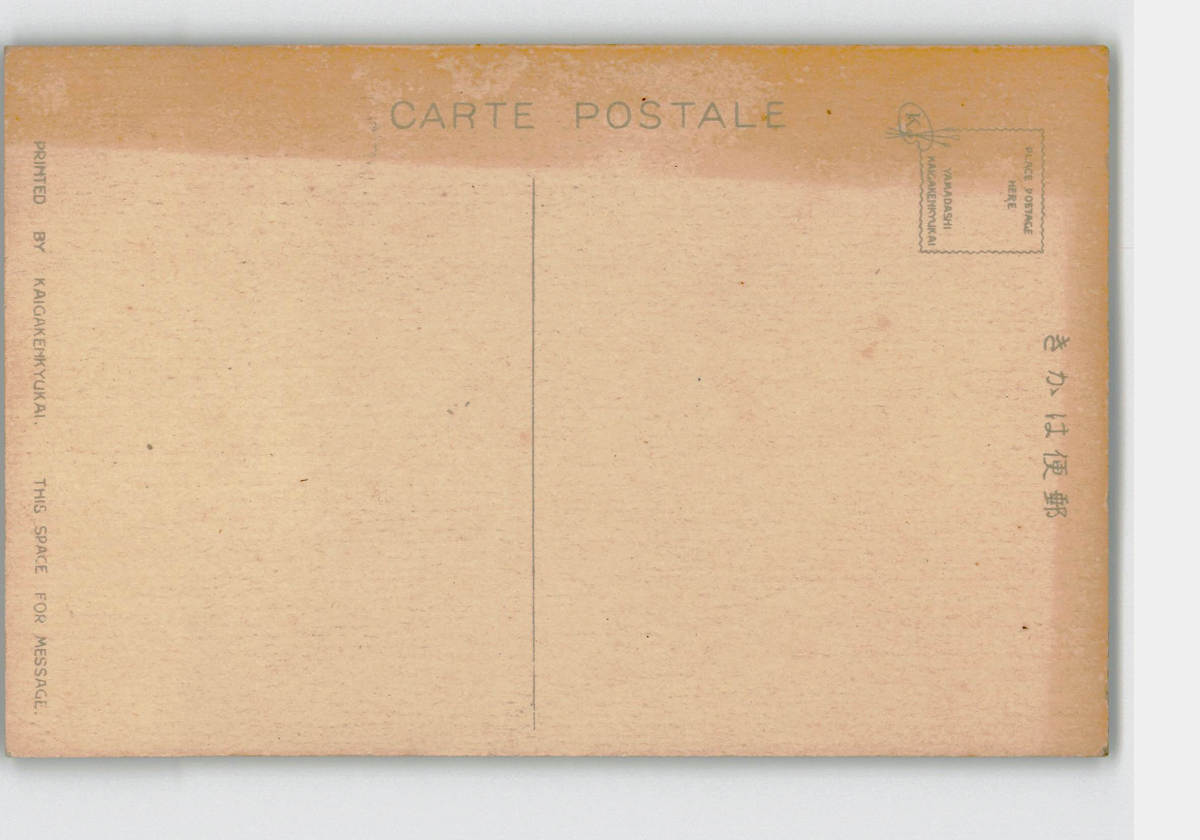 CARTE POSTALE
K
PLACE POSTAGE
HERE
YAMADASHI
KAIGAKENKYUKAI
きかは便郵
PRINTED BY KAIGAKENKYUKAI. THIS SPACE FOR MESSAGE.